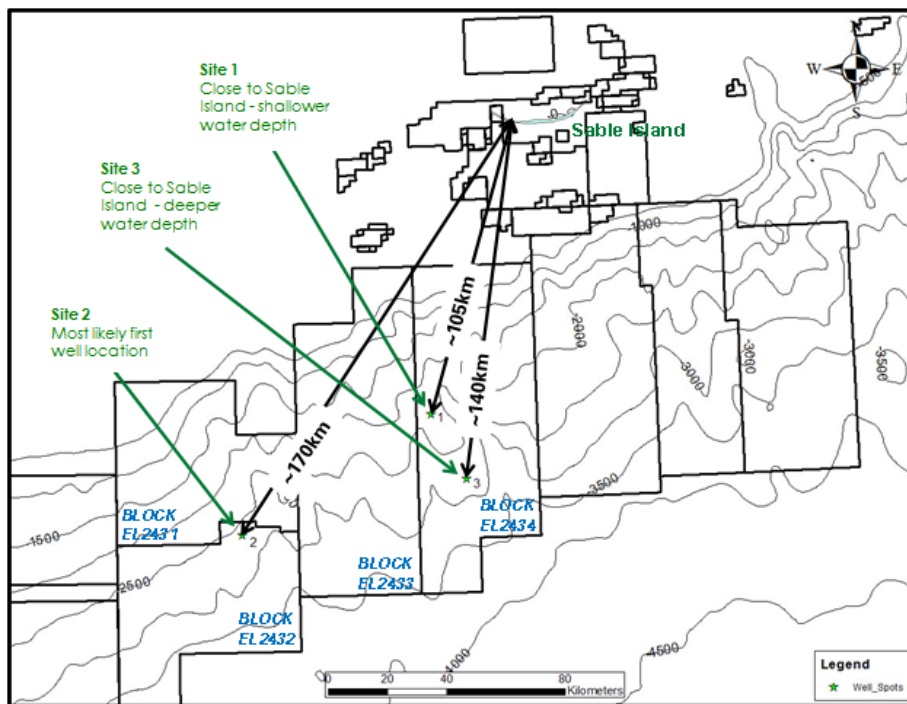 Site 1
Close to Sable
Island - shallower
water depth
Site 3
Close to Sable
Island - deeper
water depth
Site 2
Most likely first
well location
N
W
E
S
Sable Island
-0-
-500
-1000
-2000
-3000
-3000
-3500
-3500
~105km
~140km
~170km
1
3
2
BLOCK
EL2431
BLOCK
EL2434
BLOCK
EL2433
BLOCK
EL2432
-1500
-2500
-4000
-4500
0
20
40
80
Kilometers
Legend
Well_Spots